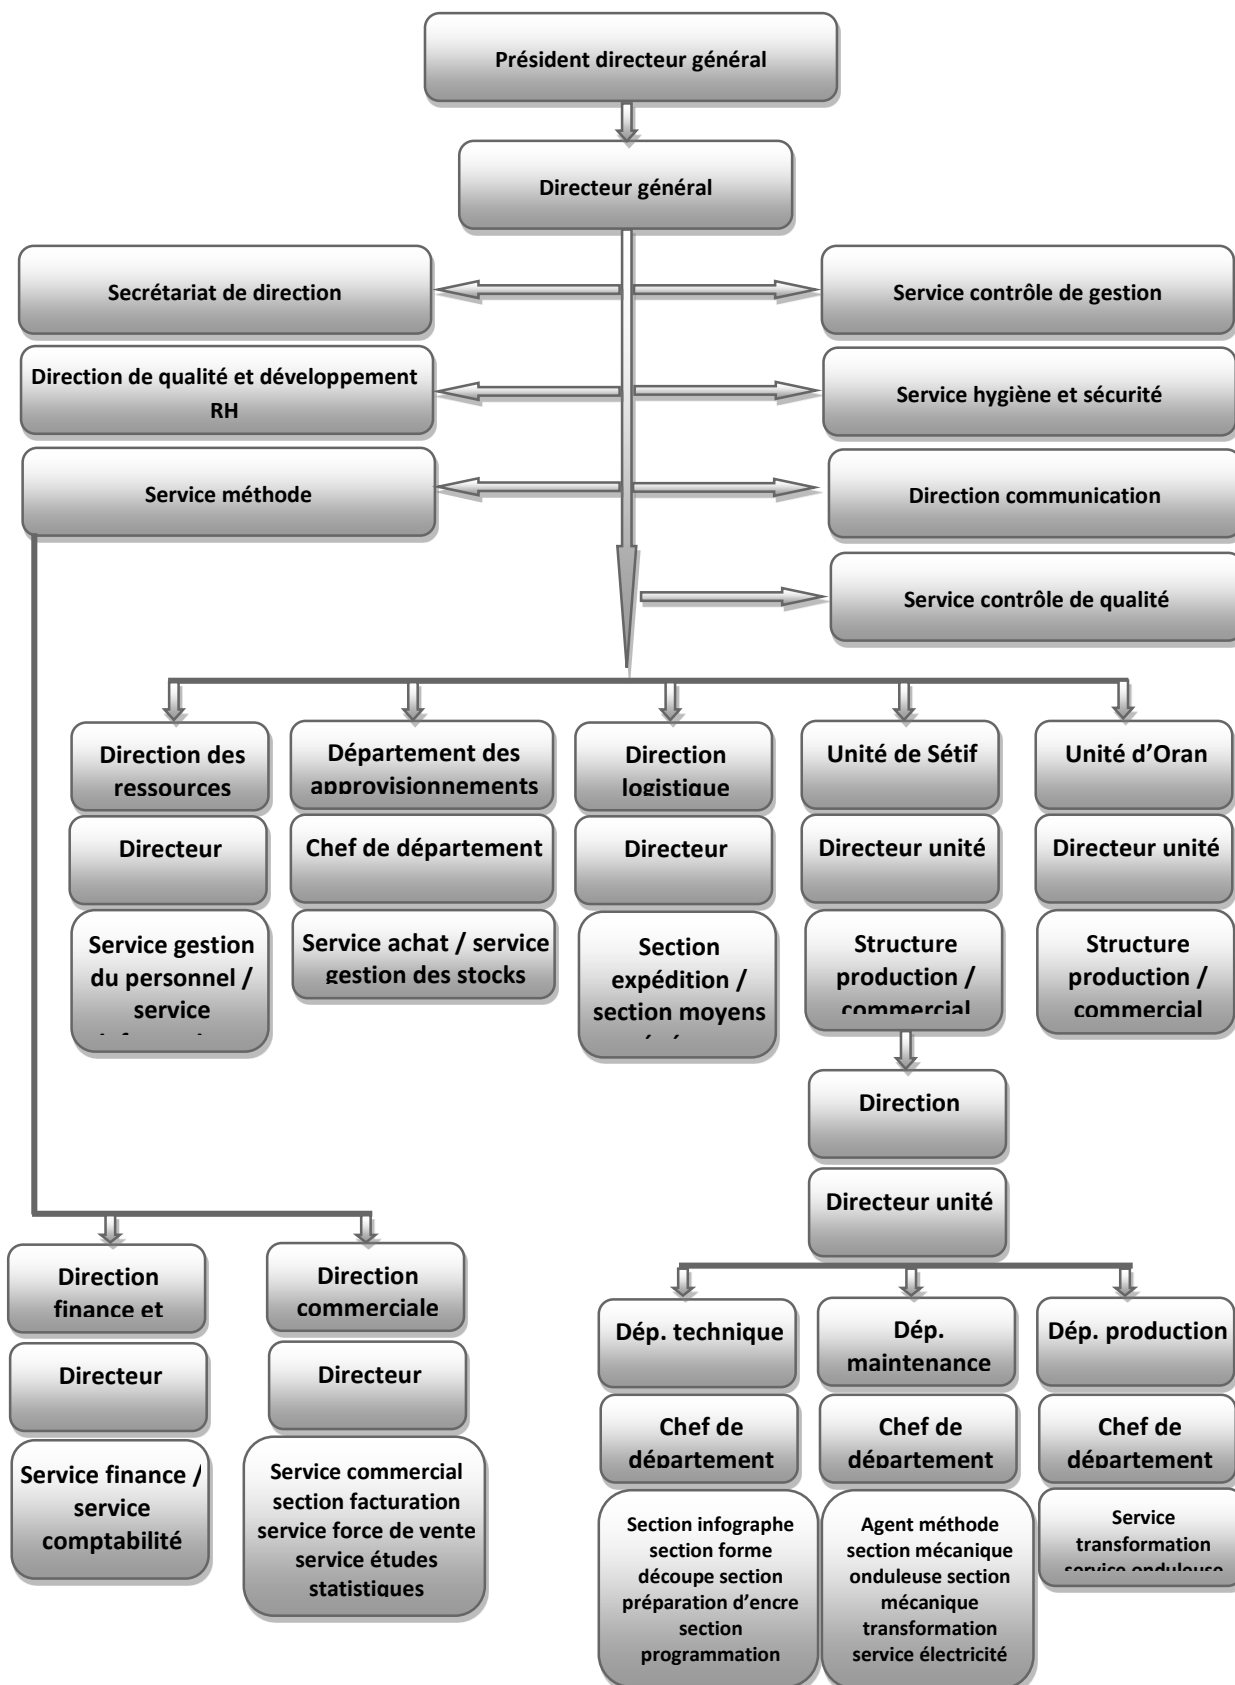 Président directeur général
Directeur général
Secrétariat de direction
Service contrôle de gestion
Direction de qualité et développement
RH
Service hygiène et sécurité
Service méthode
Direction communication
Service contrôle de qualité
Direction des
ressources
Département des
approvisionnements
Direction
logistique
Unité de Sétif
Unité d’Oran
Directeur
Chef de département
Directeur
Directeur unité
Directeur unité
Service gestion
du personnel /
service
Service achat / service
gestion des stocks
Section
expédition /
section moyens
Structure
production /
commercial
Structure
production /
commercial
Direction
Directeur unité
Direction
finance et
Direction
commerciale
Dép. technique
Dép.
maintenance
Dép. production
Directeur
Directeur
Chef de
département
Chef de
département
Chef de
département
Service finance /
service
comptabilité
Service commercial
section facturation
service force de vente
service études
statistiques
Section infographe
section forme
découpe section
préparation d’encre
section
programmation
Agent méthode
section mécanique
onduleuse section
mécanique
transformation
service électricité
Service
transformation
service onduleuse